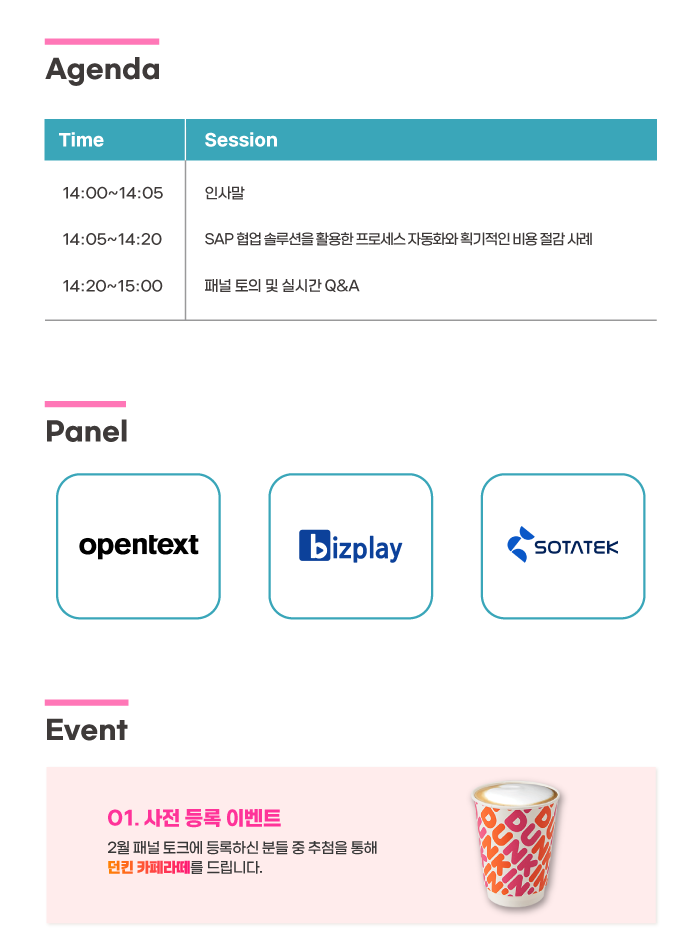 Agenda
Time Session
14:00~14:05 인사말
14:05~14:20 SAP 협업 솔루션을 활용한 프로세스 자동화와 획기적인 비용 절감 사례
14:20~15:00 패널 토의 및 실시간 Q&A
Panel
opentext bizplay SOTATEK
Event
01. 사전 등록 이벤트
2월 패널 토크에 등록하신 분들 중 추첨을 통해
던킨 카페라떼를 드립니다.
DUNKIN'
DUNKIN'